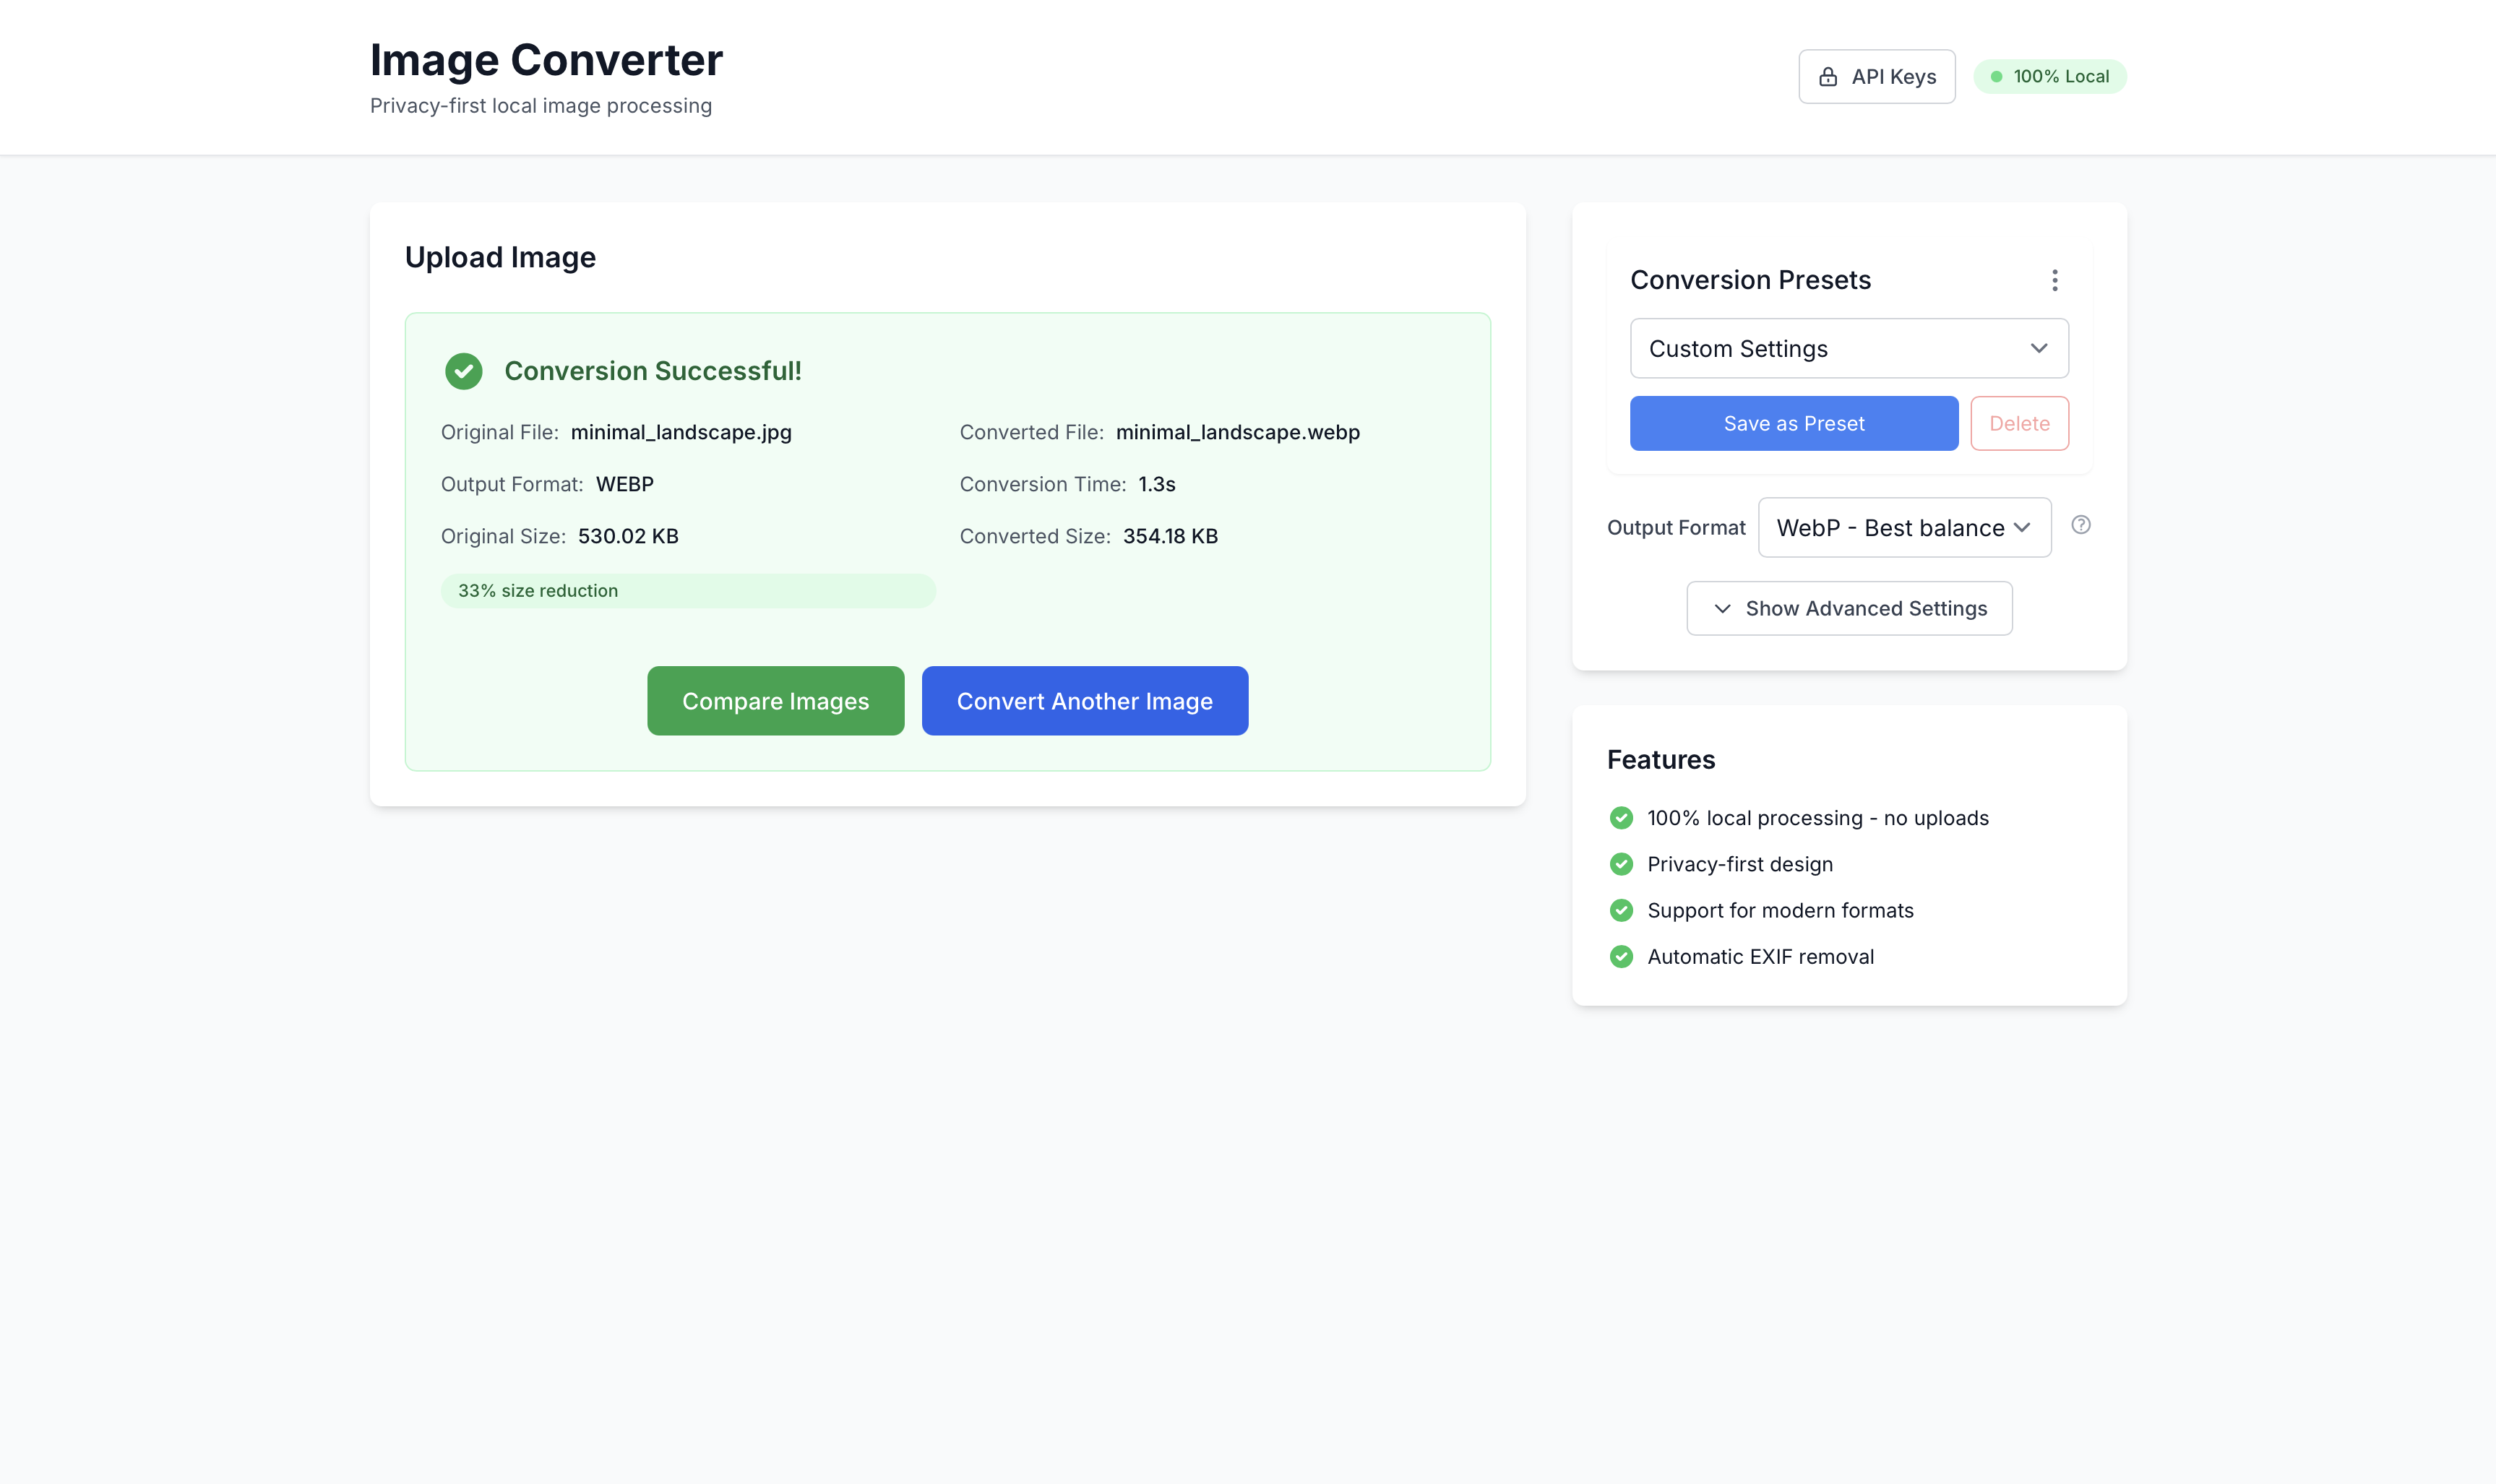 Image Converter
Privacy-first local image processing
API Keys
100% Local
Upload Image
Conversion Successful!
Original File: minimal_landscape.jpg
Converted File: minimal_landscape.webp
Output Format: WEBP
Conversion Time: 1.3s
Original Size: 530.02 KB
Converted Size: 354.18 KB
33% size reduction
Compare Images
Convert Another Image
Conversion Presets
Custom Settings
Save as Preset
Delete
Output Format
WebP - Best balance
Show Advanced Settings
Features
100% local processing - no uploads
Privacy-first design
Support for modern formats
Automatic EXIF removal